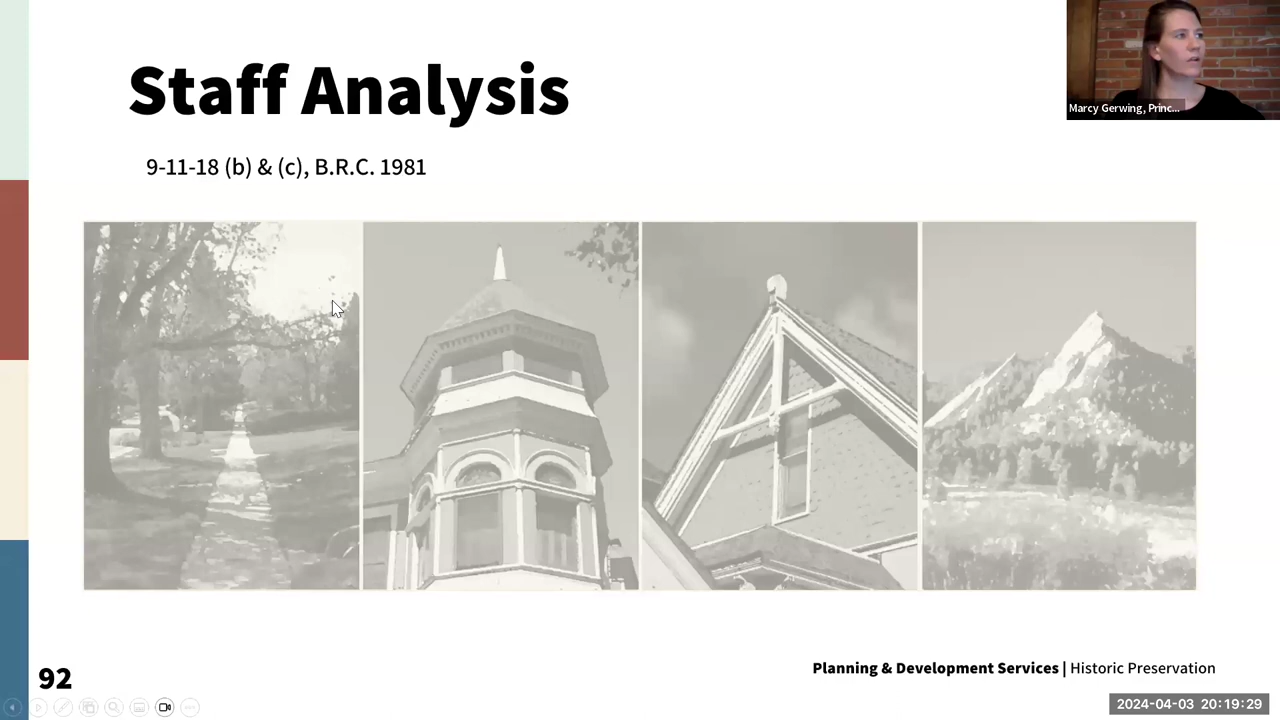 Staff Analysis
9-11-18 (b) & (c), B.R.C. 1981
Marcy Gerwing, Princ...
92
Planning & Development Services | Historic Preservation
2024-04-03 20:19:29